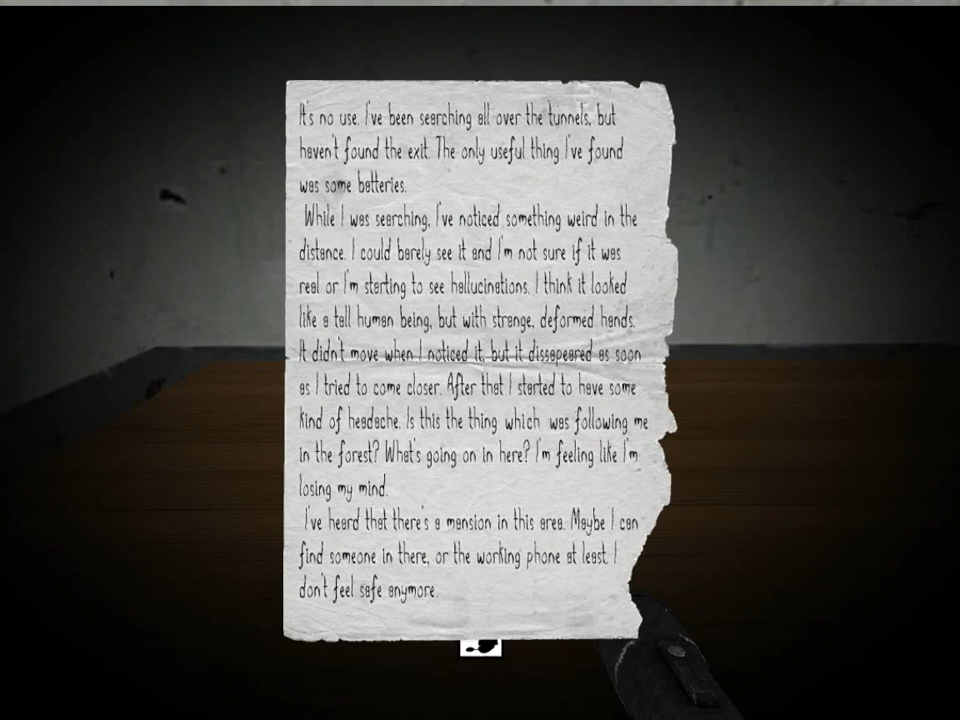 It's no use. I've been searching all over the tunnels, but
haven't found the exit. The only useful thing I've found
was some batteries.
While I was searching, I've noticed something weird in the
distance. I could barely see it and I'm not sure if it was
real or I'm starting to see hallucinations. I think it looked
like a tall human being, but with strange, deformed hands.
It didn't move when I noticed it, but it dissapeared as soon
as I tried to come closer. After that I started to have some
kind of headache. Is this the thing which was following me
in the forest? What's going on in here? I'm feeling like I'm
losing my mind.
I've heard that there's a mansion in this area. Maybe I can
find someone in there, or the working phone at least. I
don't feel safe anymore.